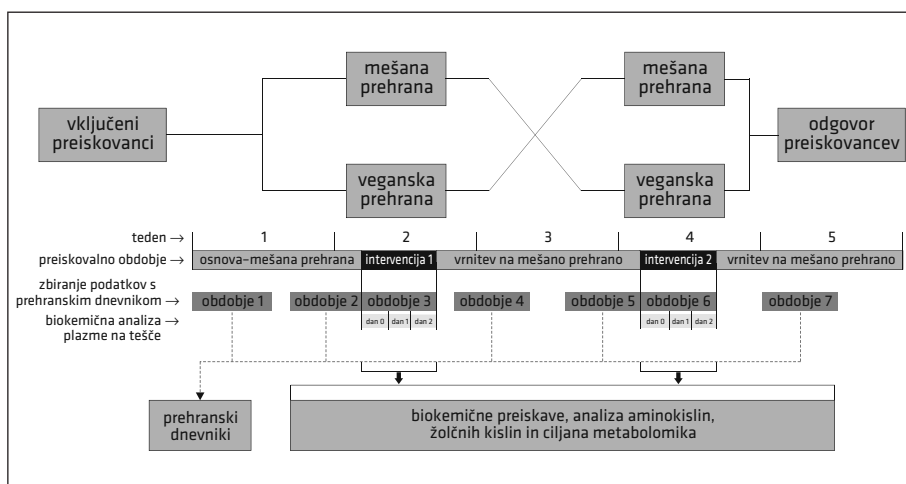 mešana
prehrana
mešana
prehrana
vključeni
preiskovanci
odgovor
preiskovancev
veganska
prehrana
veganska
prehrana
teden →
1
2
3
4
5
preiskovalno obdobje →
osnova–mešana prehrana
intervencija 1
vrnitev na mešano prehrano
intervencija 2
vrnitev na mešano prehrano
zbiranje podatkov s
prehranskim dnevnikom →
obdobje 1
obdobje 2
obdobje 3
obdobje 4
obdobje 5
obdobje 6
obdobje 7
biokemična analiza →
plazme na tešče
dan 0
dan 1
dan 2
dan 0
dan 1
dan 2
prehranski
dnevniki
biokemične preiskave, analiza aminokislin,
žolčnih kislin in ciljana metabolomika